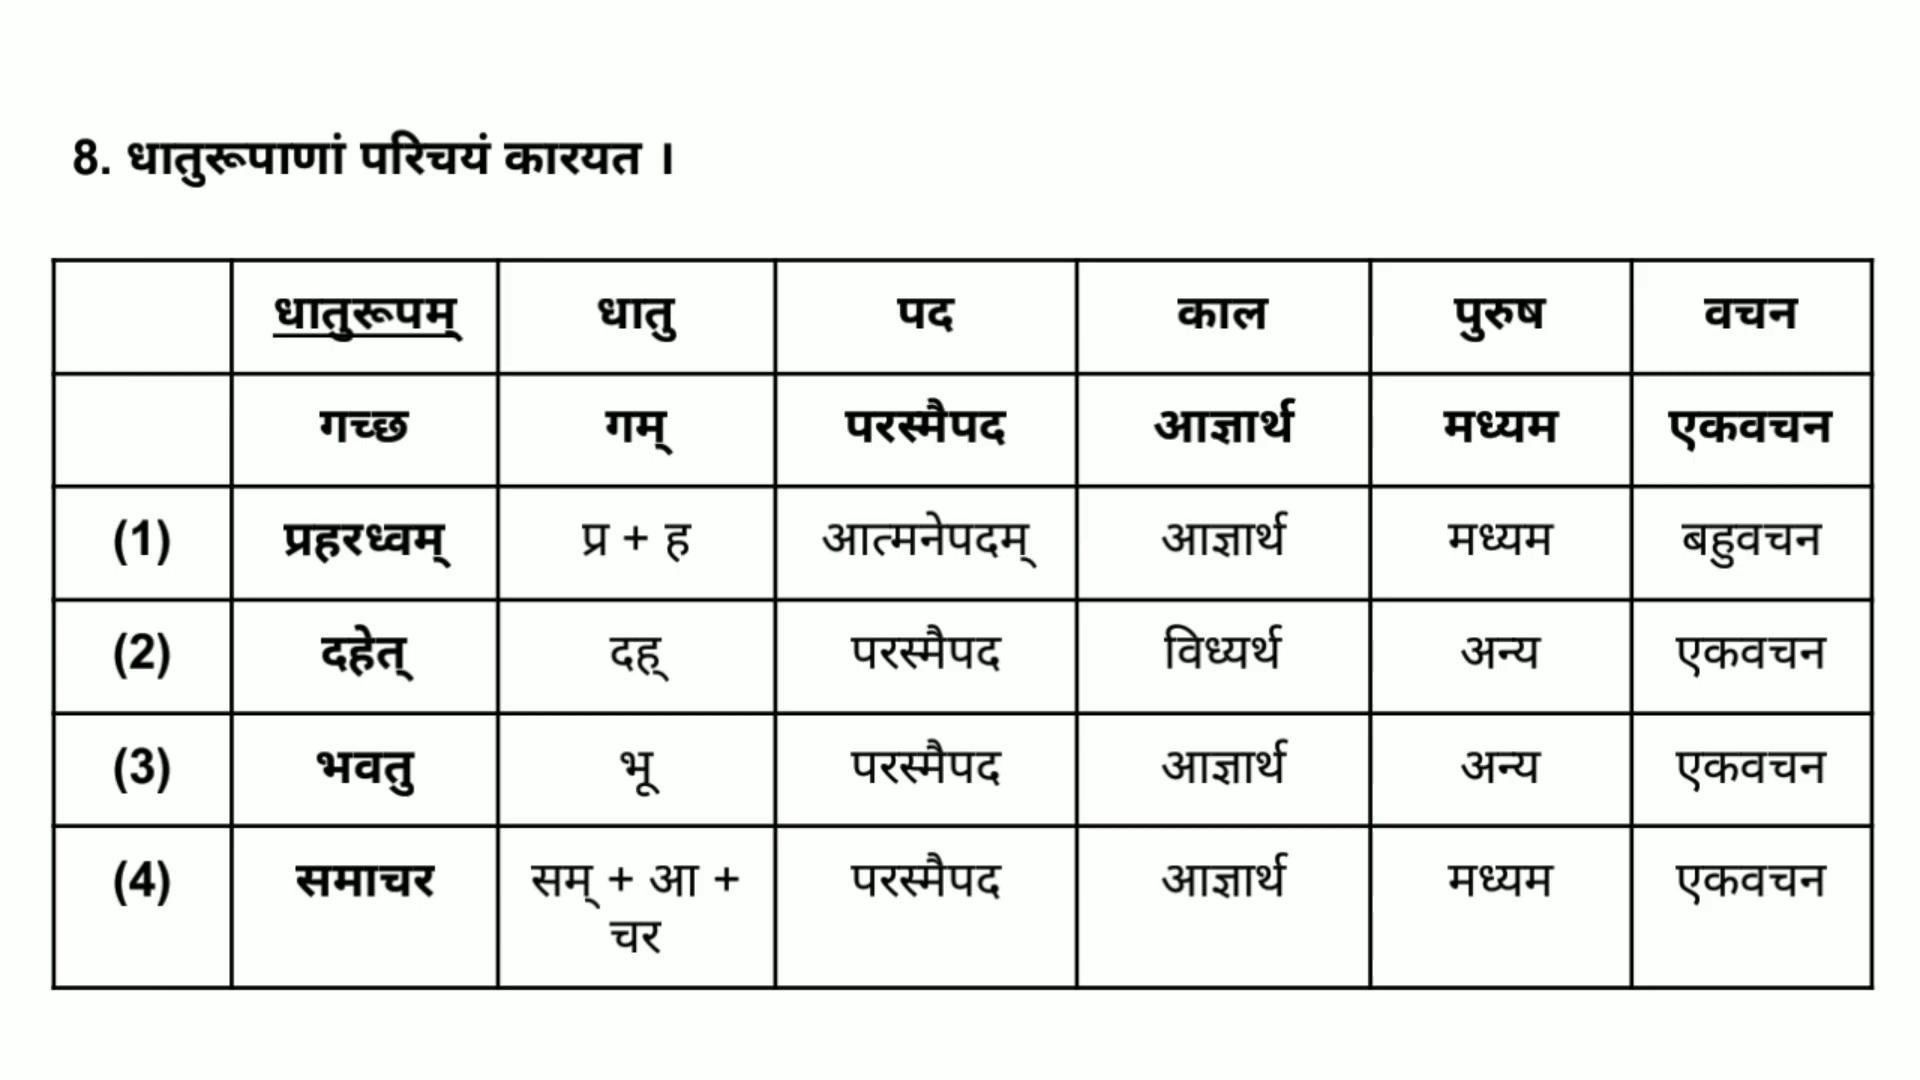 8. धातुरूपाणां परिचयं कारयत ।
धातुरूपम् धातु पद काल पुरुष वचन
गच्छ गम् परस्मैपद आज्ञार्थ मध्यम एकवचन
(1) प्रहरध्वम् प्र + ह आत्मनेपदम् आज्ञार्थ मध्यम बहुवचन
(2) दहेत् दह् परस्मैपद विध्यर्थ अन्य एकवचन
(3) भवतु भू परस्मैपद आज्ञार्थ अन्य एकवचन
(4) समाचर सम् + आ + परस्मैपद आज्ञार्थ मध्यम एकवचन
चर